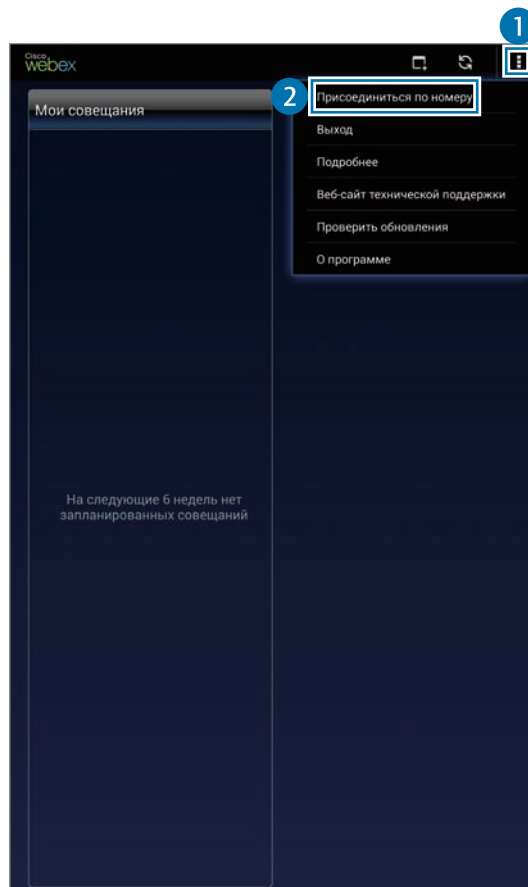 1
Cisco
webex
Мои совещания
2
Присоединиться по номеру
Выход
Подробнее
Веб-сайт технической поддержки
Проверить обновления
О программе
На следующие 6 недель нет
запланированных совещаний